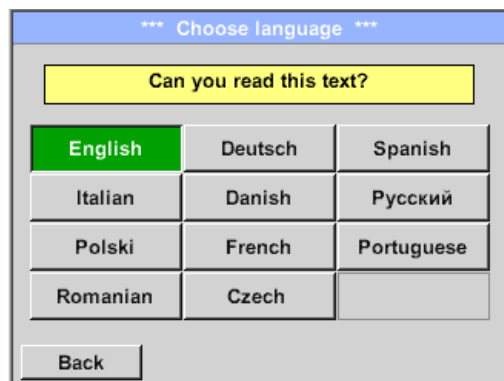 *** Choose language ***
Can you read this text?
English Deutsch Spanish
Italian Danish Русский
Polski French Portuguese
Romanian Czech
Back